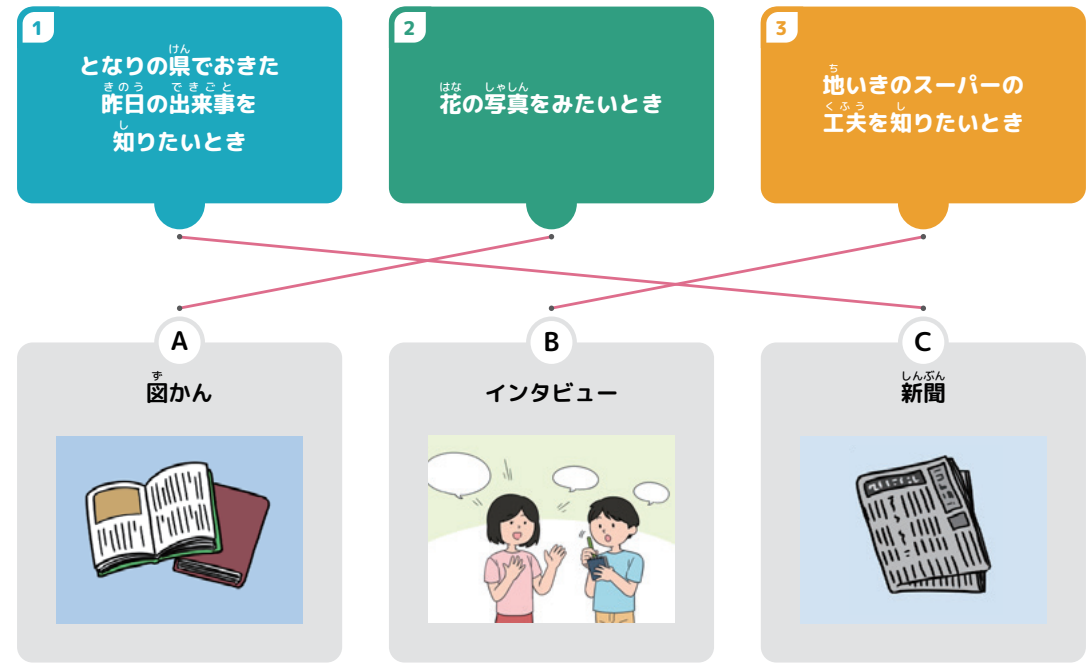 1
となりの県でおきた
昨日の出来事を
知りたいとき
2
花の写真をみたいとき
3
地いきのスーパーの
工夫を知りたいとき
A
図かん
B
インタビュー
C
新聞